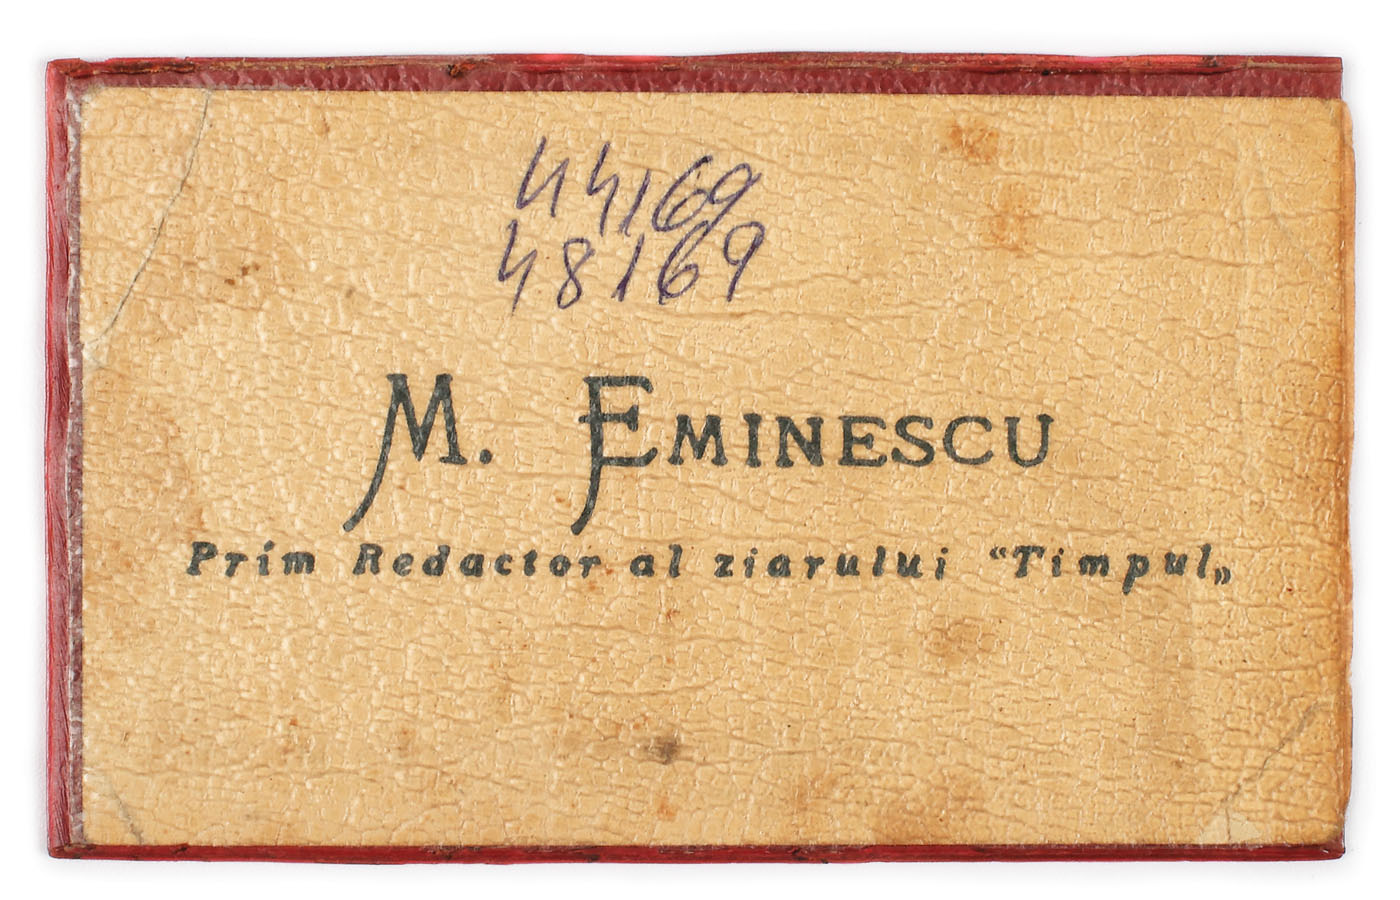 44169
48169
M. EMINESCU
Prim Redactor al ziarului “Timpul„